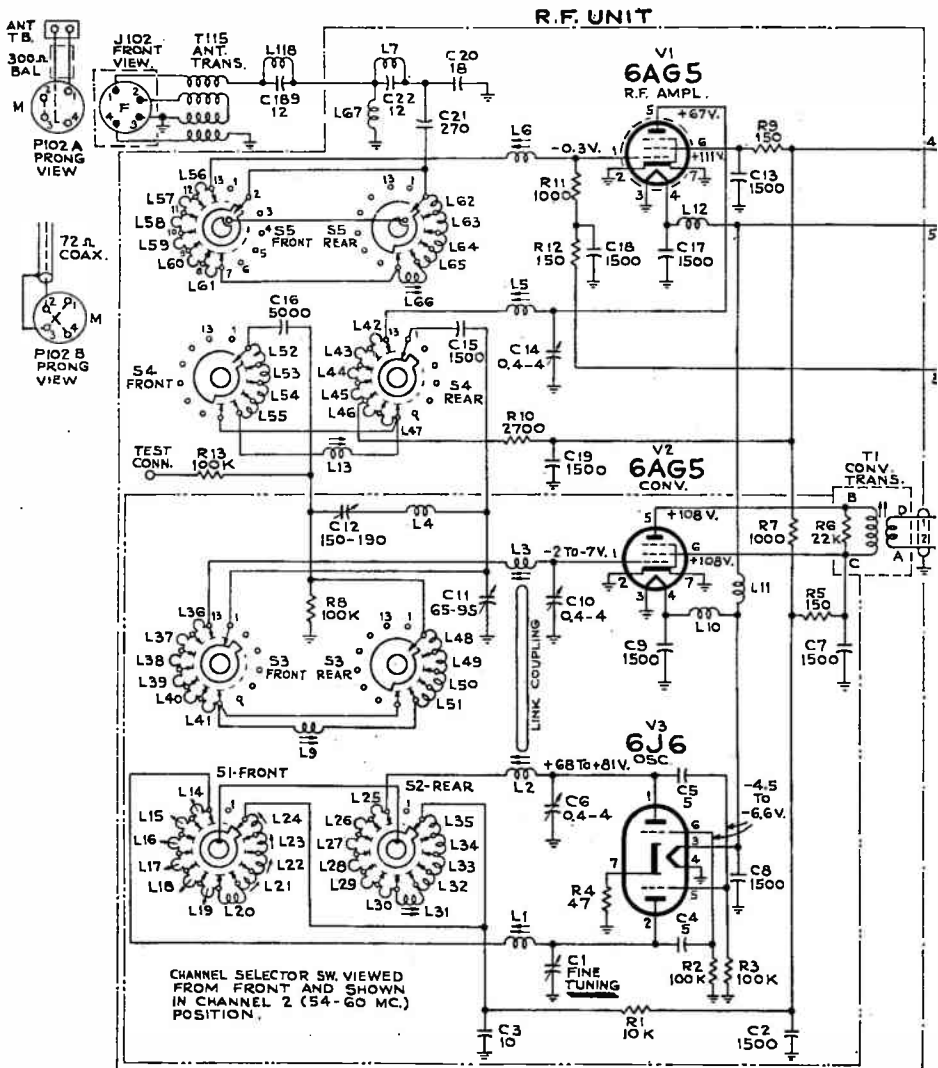 R.F. UNIT
ANT
T.B.
300Ω
BAL
M
P102 A
PRONG
VIEW
J102
FRONT
VIEW.
F
T115
ANT.
TRANS.
L118
C189
12
L7
C22
12
L67
C20
18
C21
270
V1
6AG5
R.F. AMPL.
+67V.
+111V.
-0.3V.
L6
R9
150
C13
1500
R11
1000
R12
150
C18
1500
C17
1500
L12
4
5
L56
L57
L58
L59
L60
L61
S5
FRONT
S5
REAR
L62
L63
L64
L65
L66
72Ω
COAX.
X
M
P102 B
PRONG
VIEW
C16
5000
S4
FRONT
L52
L53
L54
L55
L42
L43
L44
L45
L46
L47
S4
REAR
C15
1500
L5
C14
0.4-4
L13
R10
2700
C19
1500
TEST
CONN.
R13
100K
V2
6AG5
CONV.
+108V.
+108V.
-2 TO -7V.
T1
CONV.
TRANS.
B
D
C
A
R7
1000
R6
22K
R5
150
C7
1500
C12
150-190
L4
L3
C11
65-95
C10
0.4-4
R8
100K
C9
1500
L10
L11
L36
L37
L38
L39
L40
L41
S3
FRONT
S3
REAR
L48
L49
L50
L51
L9
LINK COUPLING
V3
6J6
OSC.
+68 TO +81V.
L2
C6
0.4-4
C5
5
-4.5
TO
-6.6V.
S1-FRONT
L14
L15
L16
L17
L18
L19
L20
L21
L22
L23
L24
S2-REAR
L25
L26
L27
L28
L29
L30
L31
L32
L33
L34
L35
R4
47
C4
5
C8
1500
L1
C1
FINE
TUNING
R2
100K
R3
100K
CHANNEL SELECTOR SW. VIEWED
FROM FRONT AND SHOWN
IN CHANNEL 2 (54-60 MC.)
POSITION.
C3
10
R1
10K
C2
1500